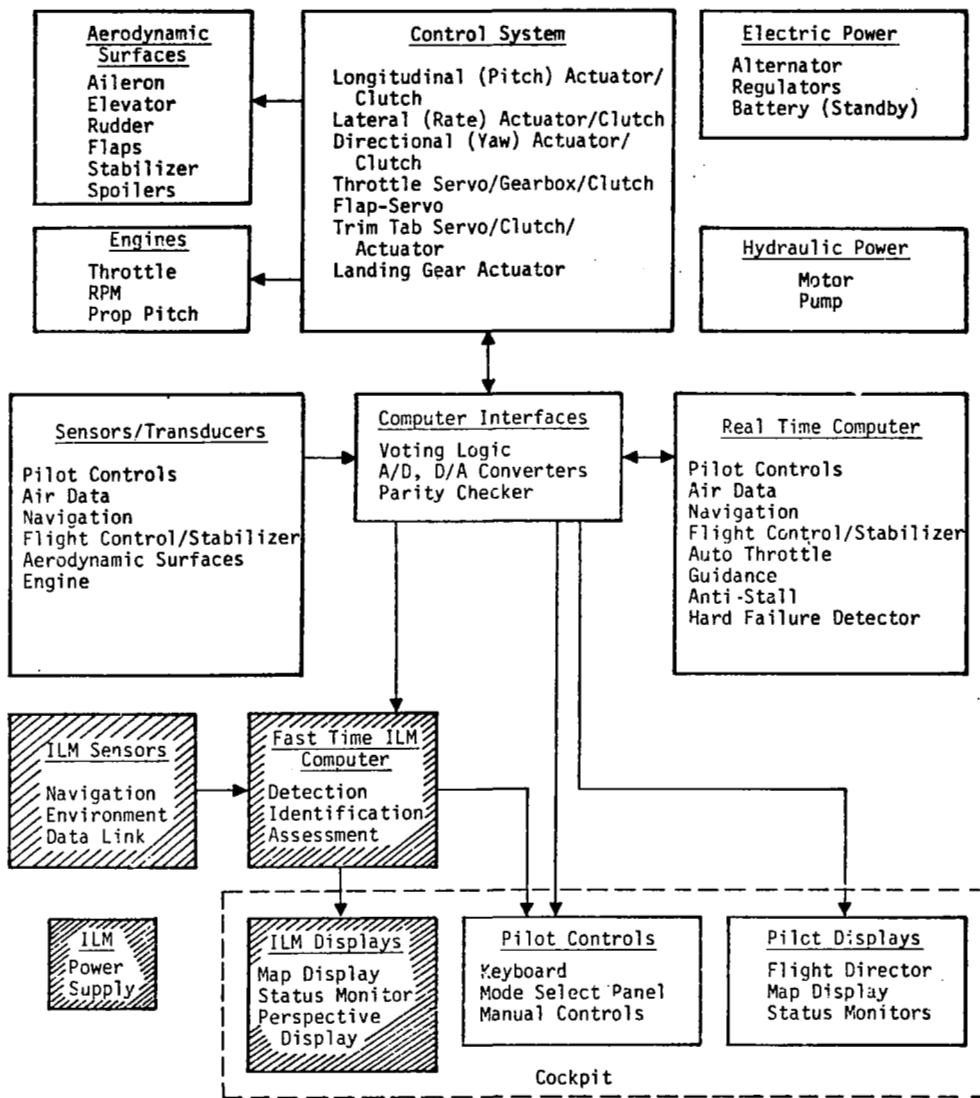 Aerodynamic
Surfaces
Aileron
Elevator
Rudder
Flaps
Stabilizer
Spoilers
Control System
Longitudinal (Pitch) Actuator/
Clutch
Lateral (Rate) Actuator/Clutch
Directional (Yaw) Actuator/
Clutch
Throttle Servo/Gearbox/Clutch
Flap-Servo
Trim Tab Servo/Clutch/
Actuator
Landing Gear Actuator
Electric Power
Alternator
Regulators
Battery (Standby)
Engines
Throttle
RPM
Prop Pitch
Hydraulic Power
Motor
Pump
Sensors/Transducers
Pilot Controls
Air Data
Navigation
Flight Control/Stabilizer
Aerodynamic Surfaces
Engine
Computer Interfaces
Voting Logic
A/D, D/A Converters
Parity Checker
Real Time Computer
Pilot Controls
Air Data
Navigation
Flight Control/Stabilizer
Auto Throttle
Guidance
Anti-Stall
Hard Failure Detector
ILM Sensors
Navigation
Environment
Data Link
Fast Time ILM
Computer
Detection
Identification
Assessment
ILM
Power
Supply
ILM Displays
Map Display
Status Monitor
Perspective
Display
Pilot Controls
Keyboard
Mode Select Panel
Manual Controls
Pilot Displays
Flight Director
Map Display
Status Monitors
Cockpit